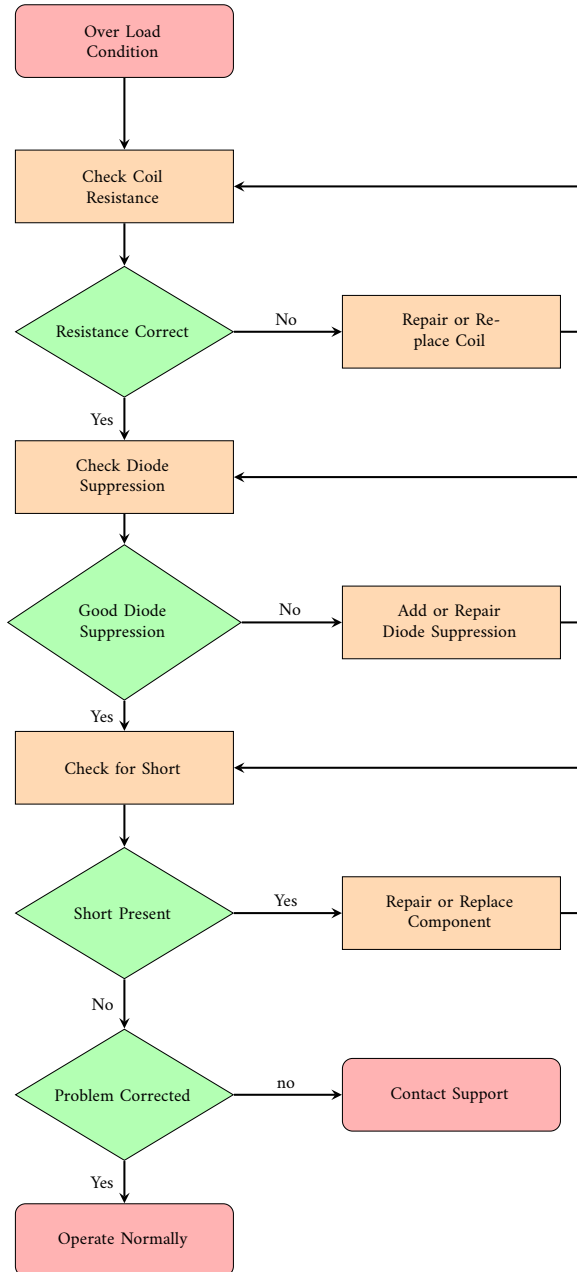 Over Load
Condition
Check Coil
Resistance
Resistance Correct
No
Repair or Re-
place Coil
Yes
Check Diode
Suppression
Good Diode
Suppression
No
Add or Repair
Diode Suppression
Yes
Check for Short
Short Present
Yes
Repair or Replace
Component
No
Problem Corrected
no
Contact Support
Yes
Operate Normally